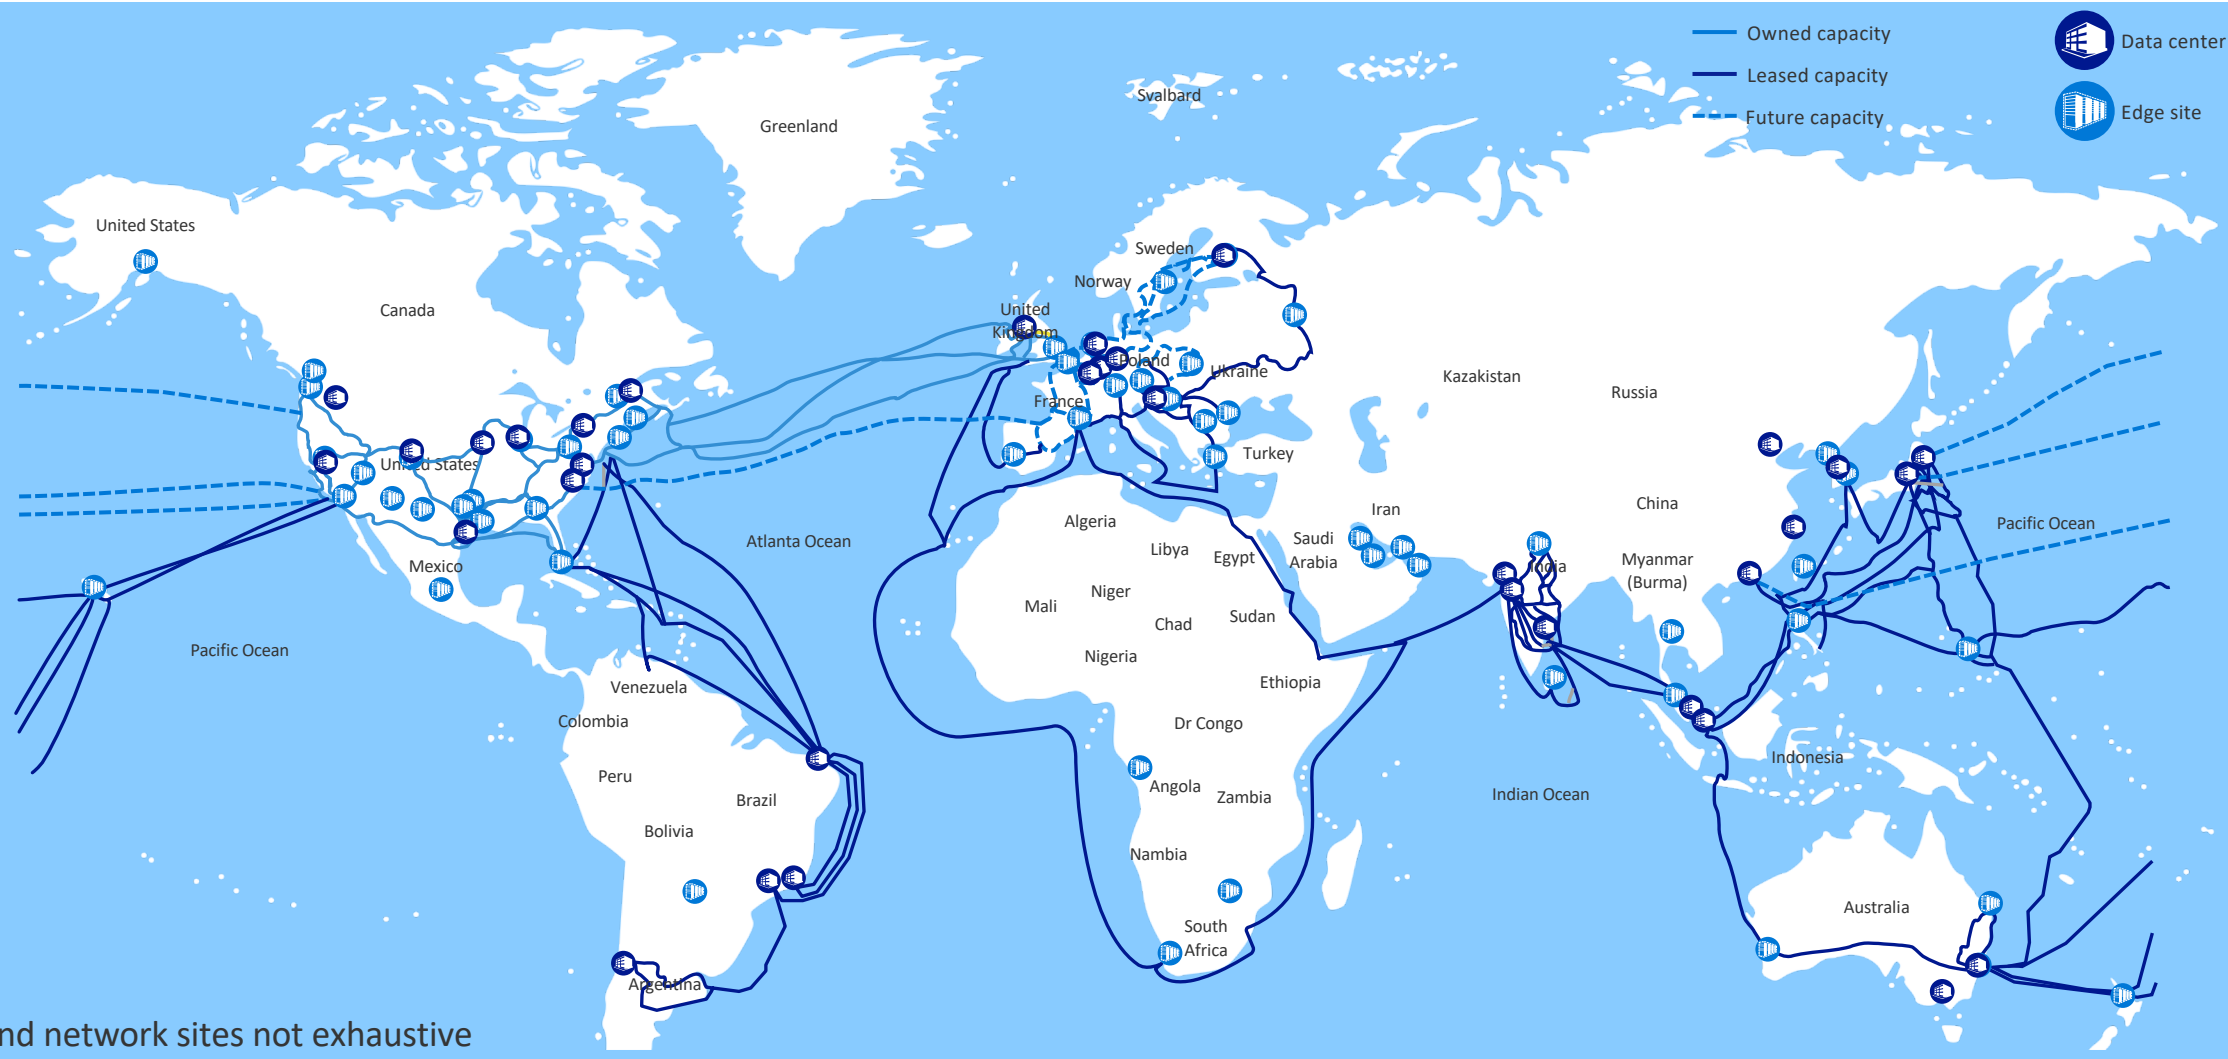 Owned capacity
Data center
Leased capacity
Svalbard
Edge site
Future capacity
Greenland
United States
Sweden
Norway
Canada
United
Kingdom
Poland
Ukraine
Kazakistan
Russia
France
United States
Turkey
China
Iran
Algeria
Pacific Ocean
Saudi
Arabia
Atlanta Ocean
Libya
Egypt
Myanmar
(Burma)
India
Mexico
Niger
Mali
Sudan
Chad
Pacific Ocean
Nigeria
Venezuela
Ethiopia
Colombia
Dr Congo
Indonesia
Peru
Angola
Zambia
Indian Ocean
Brazil
Bolivia
Nambia
Australia
South
Africa
Argentina
nd network sites not exhaustive